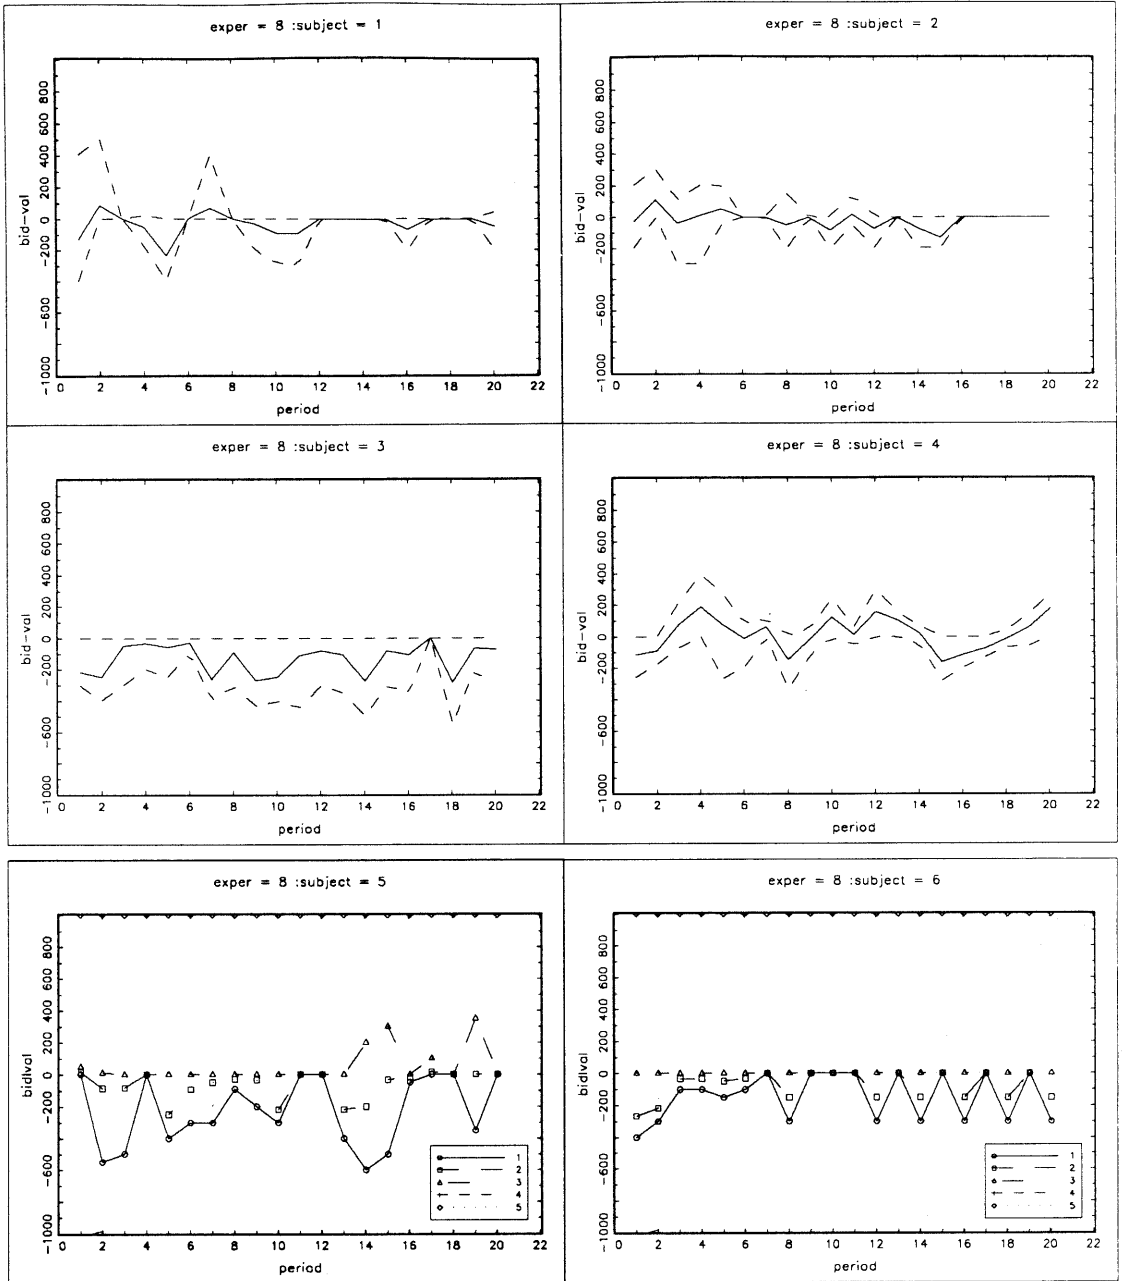 exper = 8 :subject = 1
800
600
400
200
0
-200
-600
-1000
bid-val
0 2 4 6 8 10 12 14 16 18 20 22
period
exper = 8 :subject = 2
800
600
400
200
0
-200
-600
-1000
bid-val
0 2 4 6 8 10 12 14 16 18 20 22
period
exper = 8 :subject = 3
800
600
400
200
0
-200
-600
-1000
bid-val
0 2 4 6 8 10 12 14 16 18 20 22
period
exper = 8 :subject = 4
800
600
400
200
0
-200
-600
-1000
bid-val
0 2 4 6 8 10 12 14 16 18 20 22
period
exper = 8 :subject = 5
800
600
400
200
0
-200
-600
-1000
bidlval
1
2
3
4
5
0 2 4 6 8 10 12 14 16 18 20 22
period
exper = 8 :subject = 6
800
600
400
200
0
-200
-600
-1000
bidlval
1
2
3
4
5
0 2 4 6 8 10 12 14 16 18 20 22
period